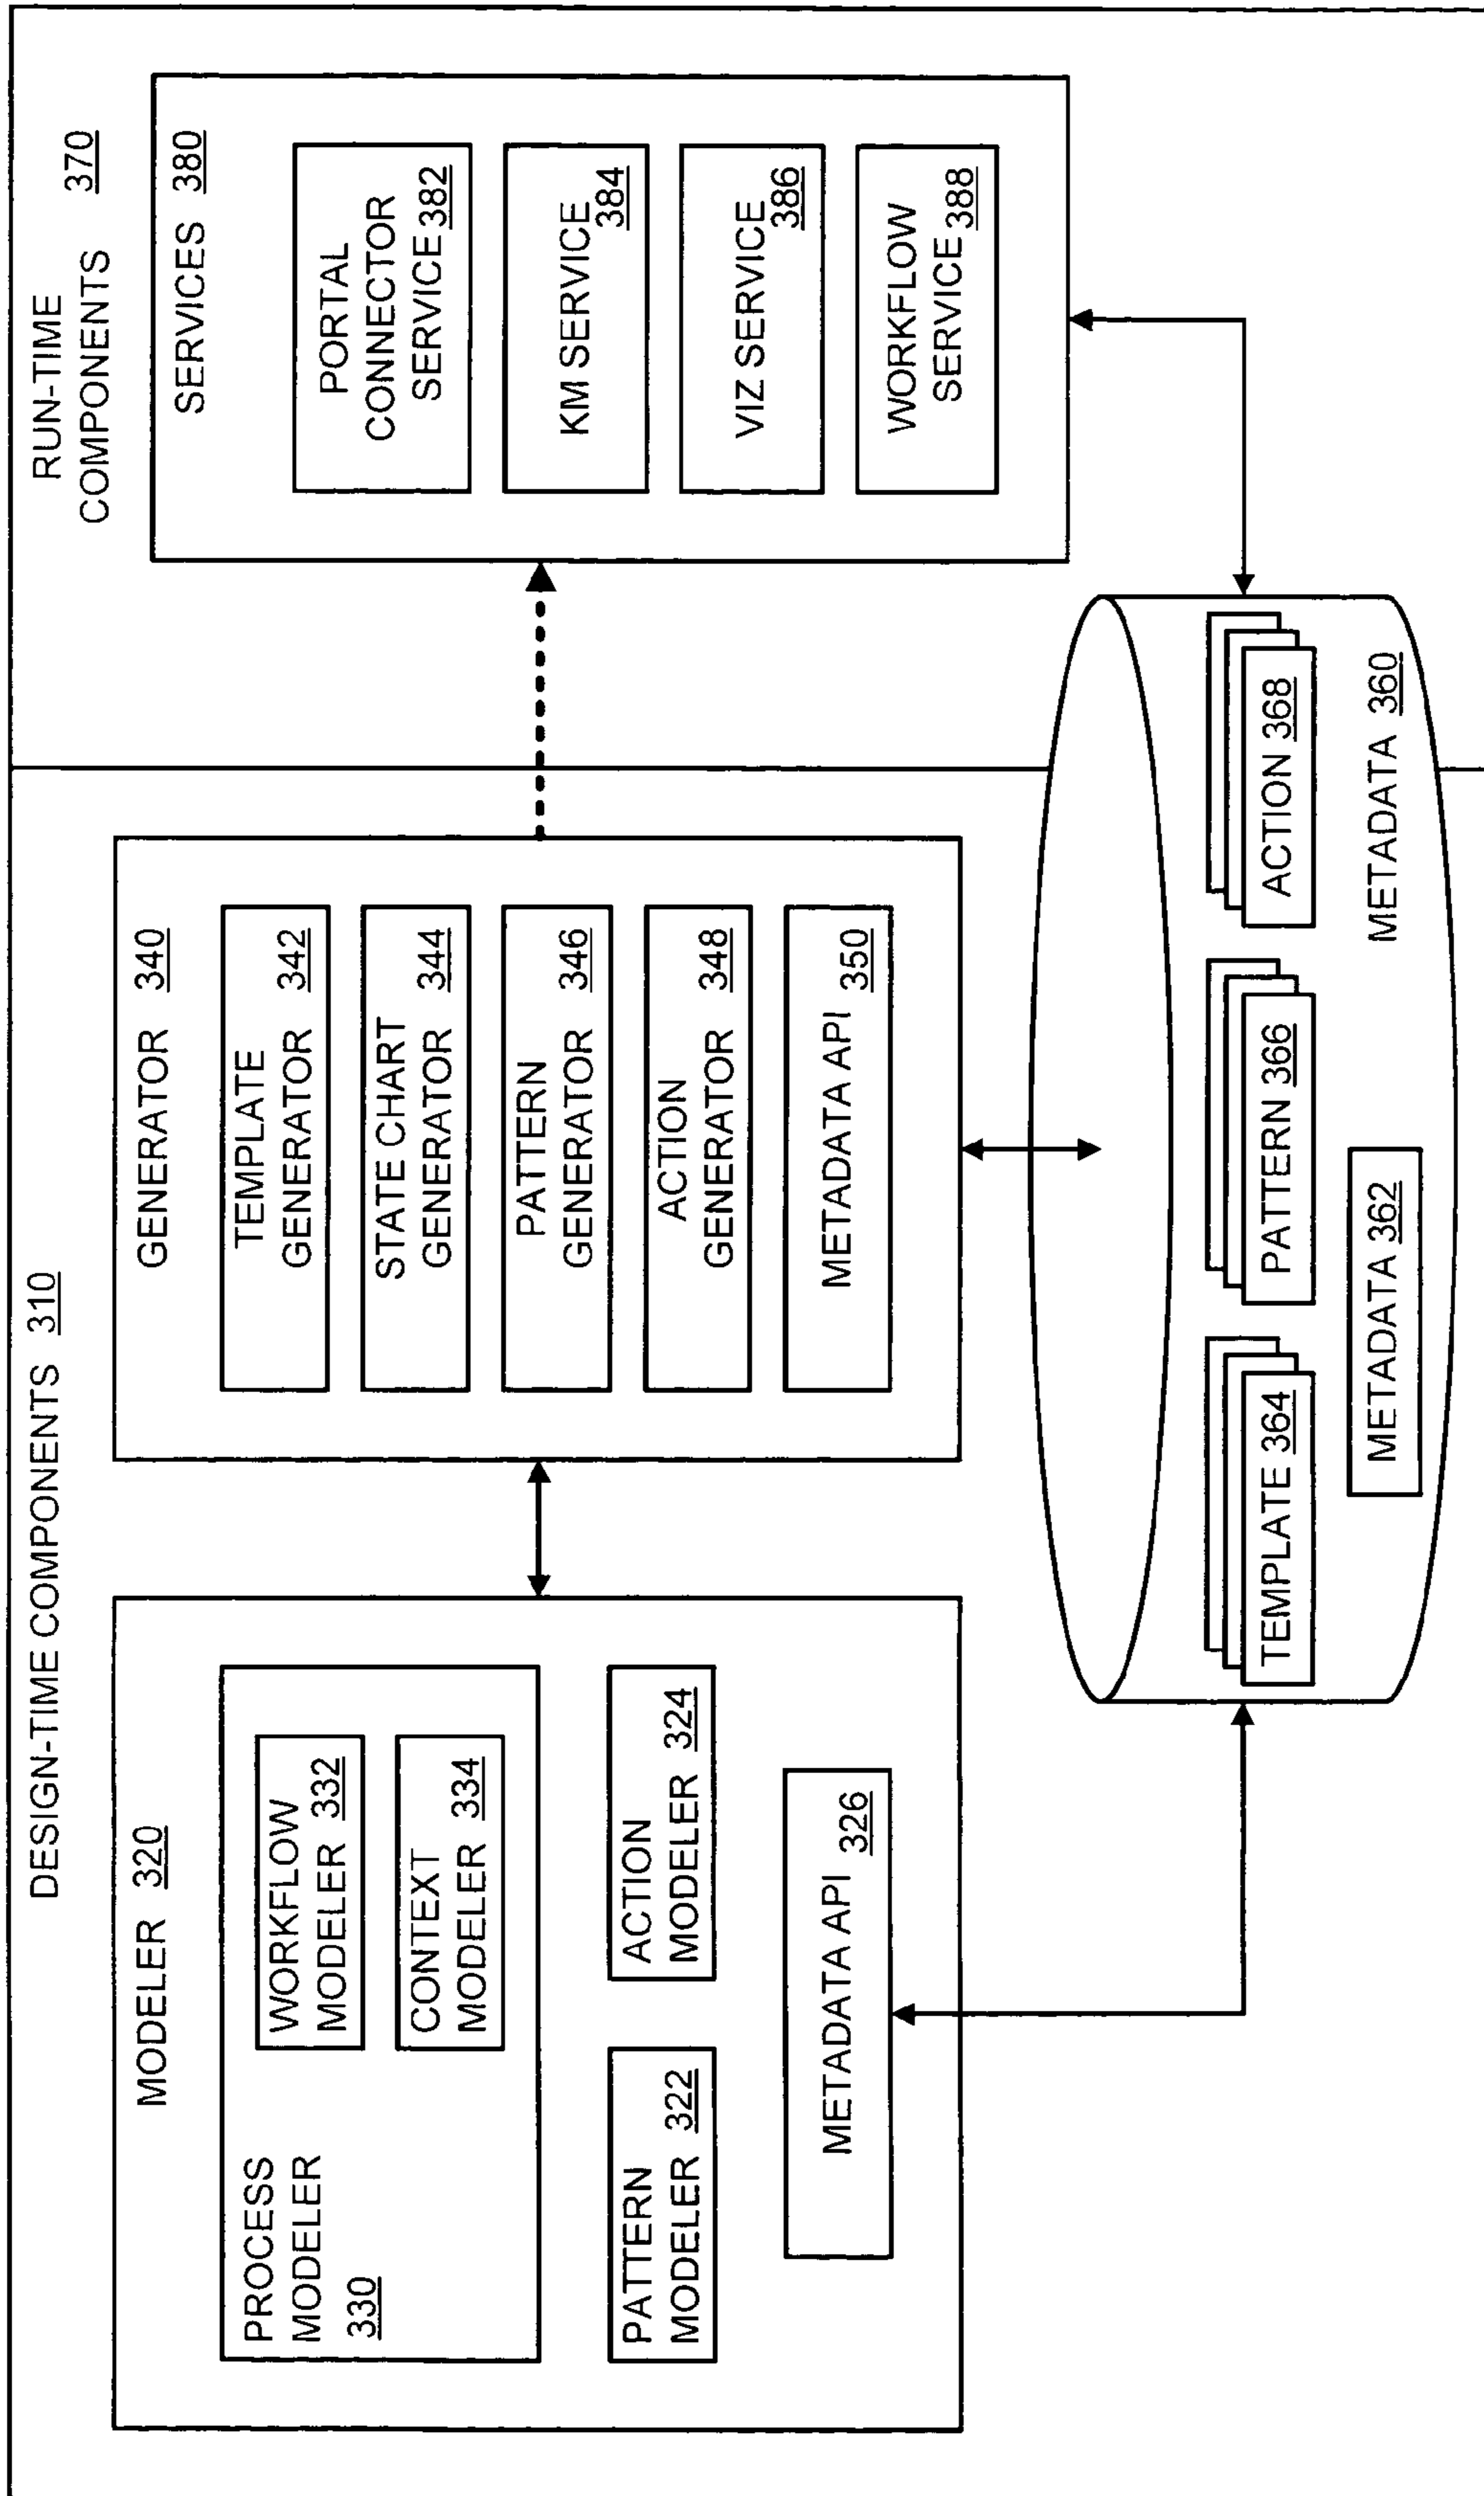 DESIGN-TIME COMPONENTS 310
MODELER 320
PROCESS
MODELER
330
WORKFLOW
MODELER 332
CONTEXT
MODELER 334
PATTERN
MODELER 322
ACTION
MODELER 324
METADATA API 326
GENERATOR 340
TEMPLATE
GENERATOR 342
STATE CHART
GENERATOR 344
PATTERN
GENERATOR 346
ACTION
GENERATOR 348
METADATA API 350
RUN-TIME
COMPONENTS 370
SERVICES 380
PORTAL
CONNECTOR
SERVICE 382
KM SERVICE
384
VIZ SERVICE
386
WORKFLOW
SERVICE 388
TEMPLATE 364
PATTERN 366
ACTION 368
METADATA 362
METADATA 360